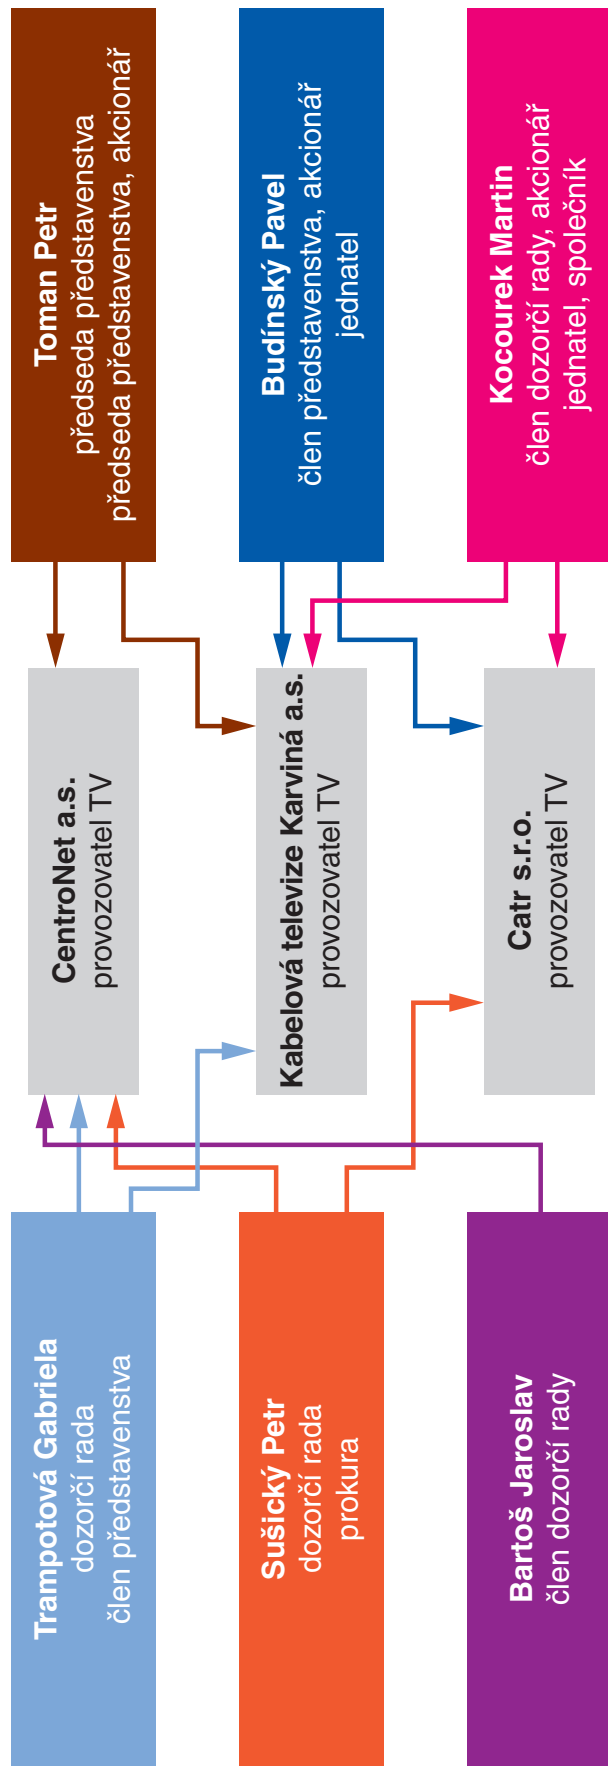 Trampotová Gabriela
dozorčí rada
člen představenstva
CentroNet a.s.
provozovatel TV
Toman Petr
předseda představenstva
předseda představenstva, akcionář
Sušický Petr
dozorčí rada
prokura
Kabelová televize Karviná a.s.
provozovatel TV
Budínský Pavel
člen představenstva, akcionář
jednatel
Bartoš Jaroslav
člen dozorčí rady
Catr s.r.o.
provozovatel TV
Kocourek Martin
člen dozorčí rady, akcionář
jednatel, společník